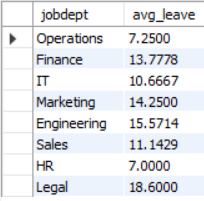 jobdept avg_leave
Operations 7.2500
Finance 13.7778
IT 10.6667
Marketing 14.2500
Engineering 15.5714
Sales 11.1429
HR 7.0000
Legal 18.6000